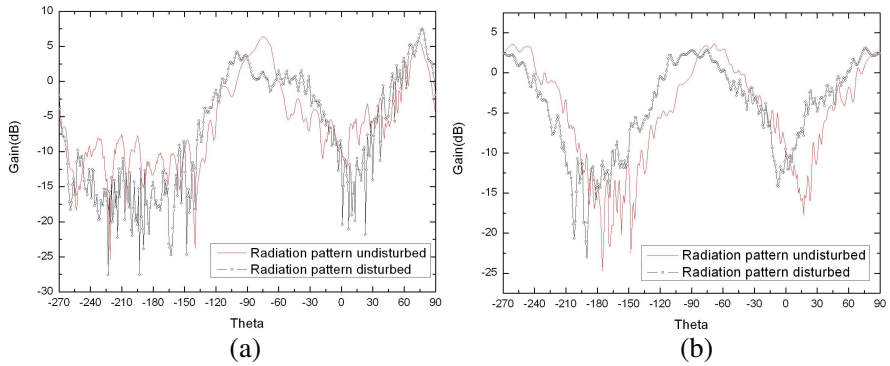 10
5
0
-5
-10
-15
-20
-25
-30
Gain(dB)
Radiation pattern undisturbed
Radiation pattern disturbed
-270 -240 -210 -180 -150 -120 -90 -60 -30 0 30 60 90
Theta
(a)
5
0
-5
-10
-15
-20
-25
Gain(dB)
Radiation pattern undisturbed
Radiation pattern disturbed
-270 -240 -210 -180 -150 -120 -90 -60 -30 0 30 60 90
Theta
(b)